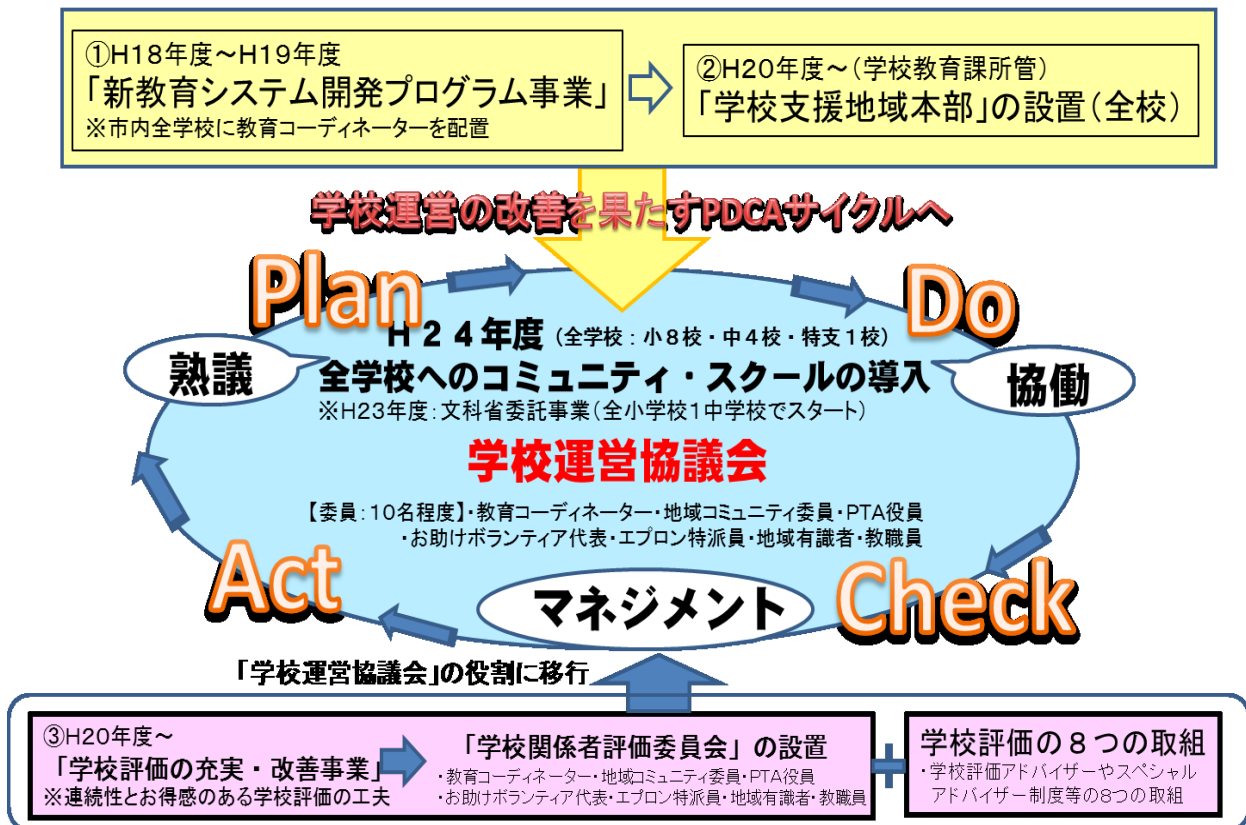 ①H18年度～H19年度
「新教育システム開発プログラム事業」
※市内全学校に教育コーディネーターを配置
②H20年度～(学校教育課所管)
「学校支援地域本部」の設置(全校)
学校運営の改善を果たすPDCAサイクルへ
Plan
Do
H24年度(全学校:小8校・中4校・特支1校)
熟議
全学校へのコミュニティ・スクールの導入
協働
※H23年度:文科省委託事業(全小学校1中学校でスタート)
学校運営協議会
【委員:10名程度】・教育コーディネーター・地域コミュニティ委員・PTA役員
・お助けボランティア代表・エプロン特派員・地域有識者・教職員
Act
マネジメント
Check
「学校運営協議会」の役割に移行
③H20年度～
「学校評価の充実・改善事業」
※連続性とお得感のある学校評価の工夫
「学校関係者評価委員会」の設置
・教育コーディネーター・地域コミュニティ委員・PTA役員
・お助けボランティア代表・エプロン特派員・地域有識者・教職員
学校評価の8つの取組
・学校評価アドバイザーやスペシャル
アドバイザー制度等の8つの取組